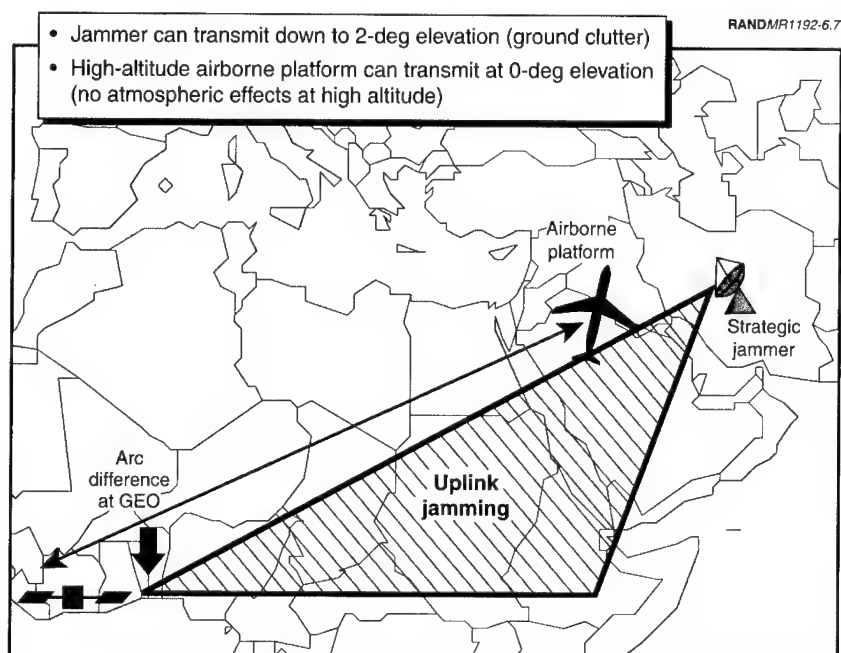 RANDMR1192-6.7
• Jammer can transmit down to 2-deg elevation (ground clutter)
• High-altitude airborne platform can transmit at 0-deg elevation
(no atmospheric effects at high altitude)
Airborne
platform
Strategic
jammer
Arc
difference
at GEO
Uplink
jamming